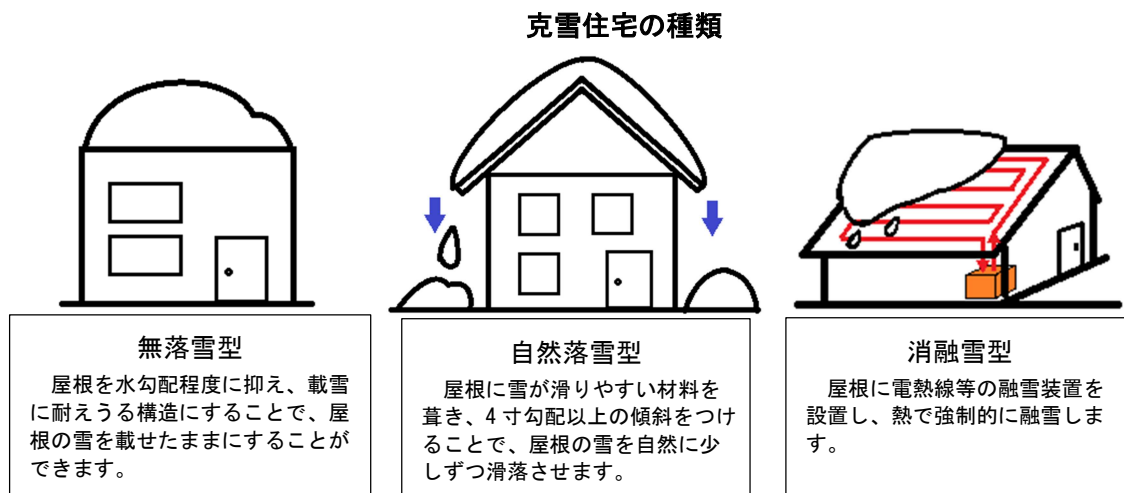 克雪住宅の種類
無落雪型
屋根を水勾配程度に抑え、載雪
に耐えうる構造にすることで、屋
根の雪を載せたままにすることが
できます。
自然落雪型
屋根に雪が滑りやすい材料を
葺き、4寸勾配以上の傾斜をつけ
ることで、屋根の雪を自然に少
しずつ滑落させます。
消融雪型
屋根に電熱線等の融雪装置を
設置し、熱で強制的に融雪しま
す。